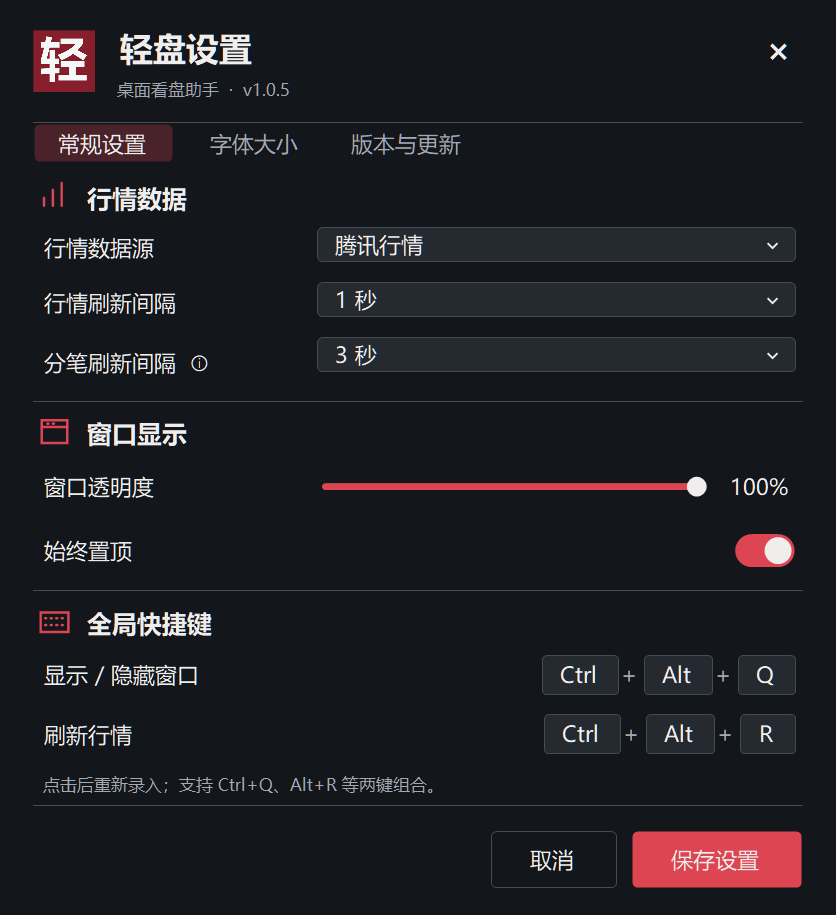 轻
轻盘设置
桌面看盘助手 · v1.0.5
常规设置 字体大小 版本与更新
行情数据
行情数据源 腾讯行情
行情刷新间隔 1 秒
分笔刷新间隔 3 秒
窗口显示
窗口透明度 100%
始终置顶
全局快捷键
显示 / 隐藏窗口 Ctrl + Alt + Q
刷新行情 Ctrl + Alt + R
点击后重新录入；支持 Ctrl+Q、Alt+R 等两键组合。
取消 保存设置